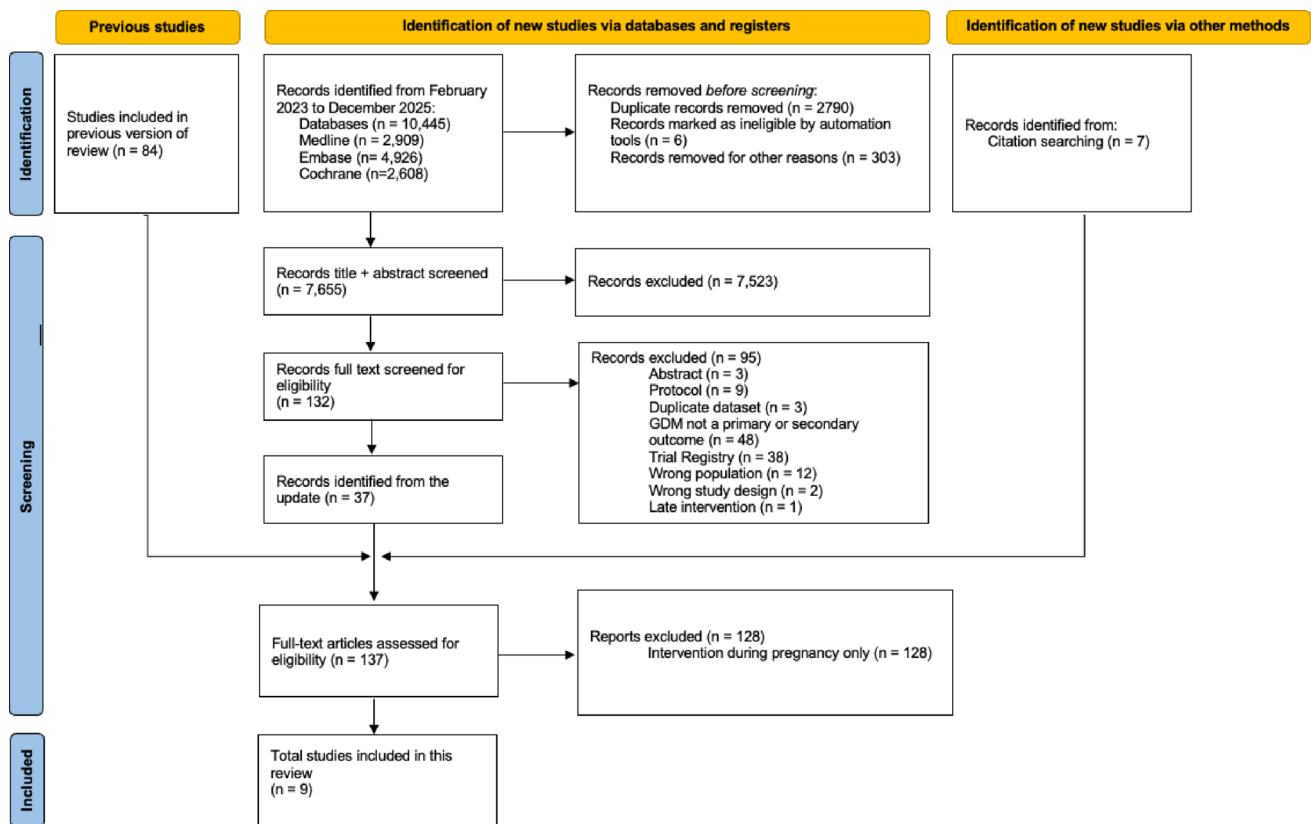 Previous studies
Identification of new studies via databases and registers
Identification of new studies via other methods
Identification
Studies included in
previous version of
review (n = 84)
Records identified from February
2023 to December 2025:
Databases (n = 10,445)
Medline (n = 2,909)
Embase (n= 4,926)
Cochrane (n=2,608)
Records removed before screening:
Duplicate records removed (n = 2790)
Records marked as ineligible by automation
tools (n = 6)
Records removed for other reasons (n = 303)
Records identified from:
Citation searching (n = 7)
Screening
Records title + abstract screened
(n = 7,655)
Records excluded (n = 7,523)
Records full text screened for
eligibility
(n = 132)
Records excluded (n = 95)
Abstract (n = 3)
Protocol (n = 9)
Duplicate dataset (n = 3)
GDM not a primary or secondary
outcome (n = 48)
Trial Registry (n = 38)
Wrong population (n = 12)
Wrong study design (n = 2)
Late intervention (n = 1)
Records identified from the
update (n = 37)
Full-text articles assessed for
eligibility (n = 137)
Reports excluded (n = 128)
Intervention during pregnancy only (n = 128)
Included
Total studies included in this
review
(n = 9)